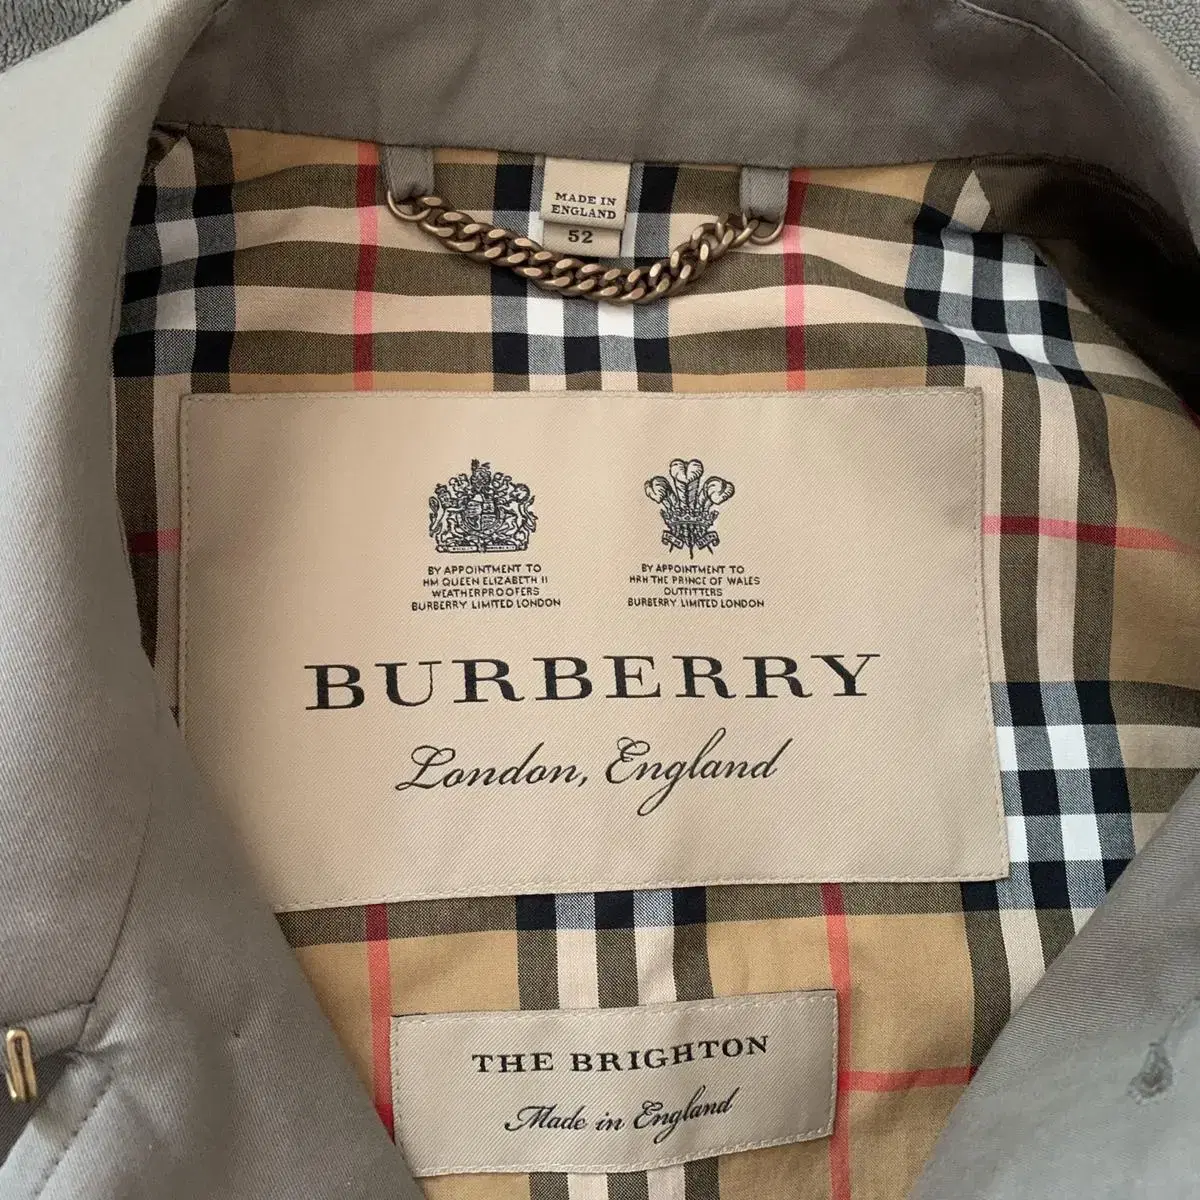 MADE IN
ENGLAND
52
BY APPOINTMENT TO
HM QUEEN ELIZABETH II
WEATHERPROOFERS
BURBERRY LIMITED LONDON
BY APPOINTMENT TO
HRH THE PRINCE OF WALES
OUTFITTERS
BURBERRY LIMITED LONDON
BURBERRY
London, England
THE BRIGHTON
Made in England